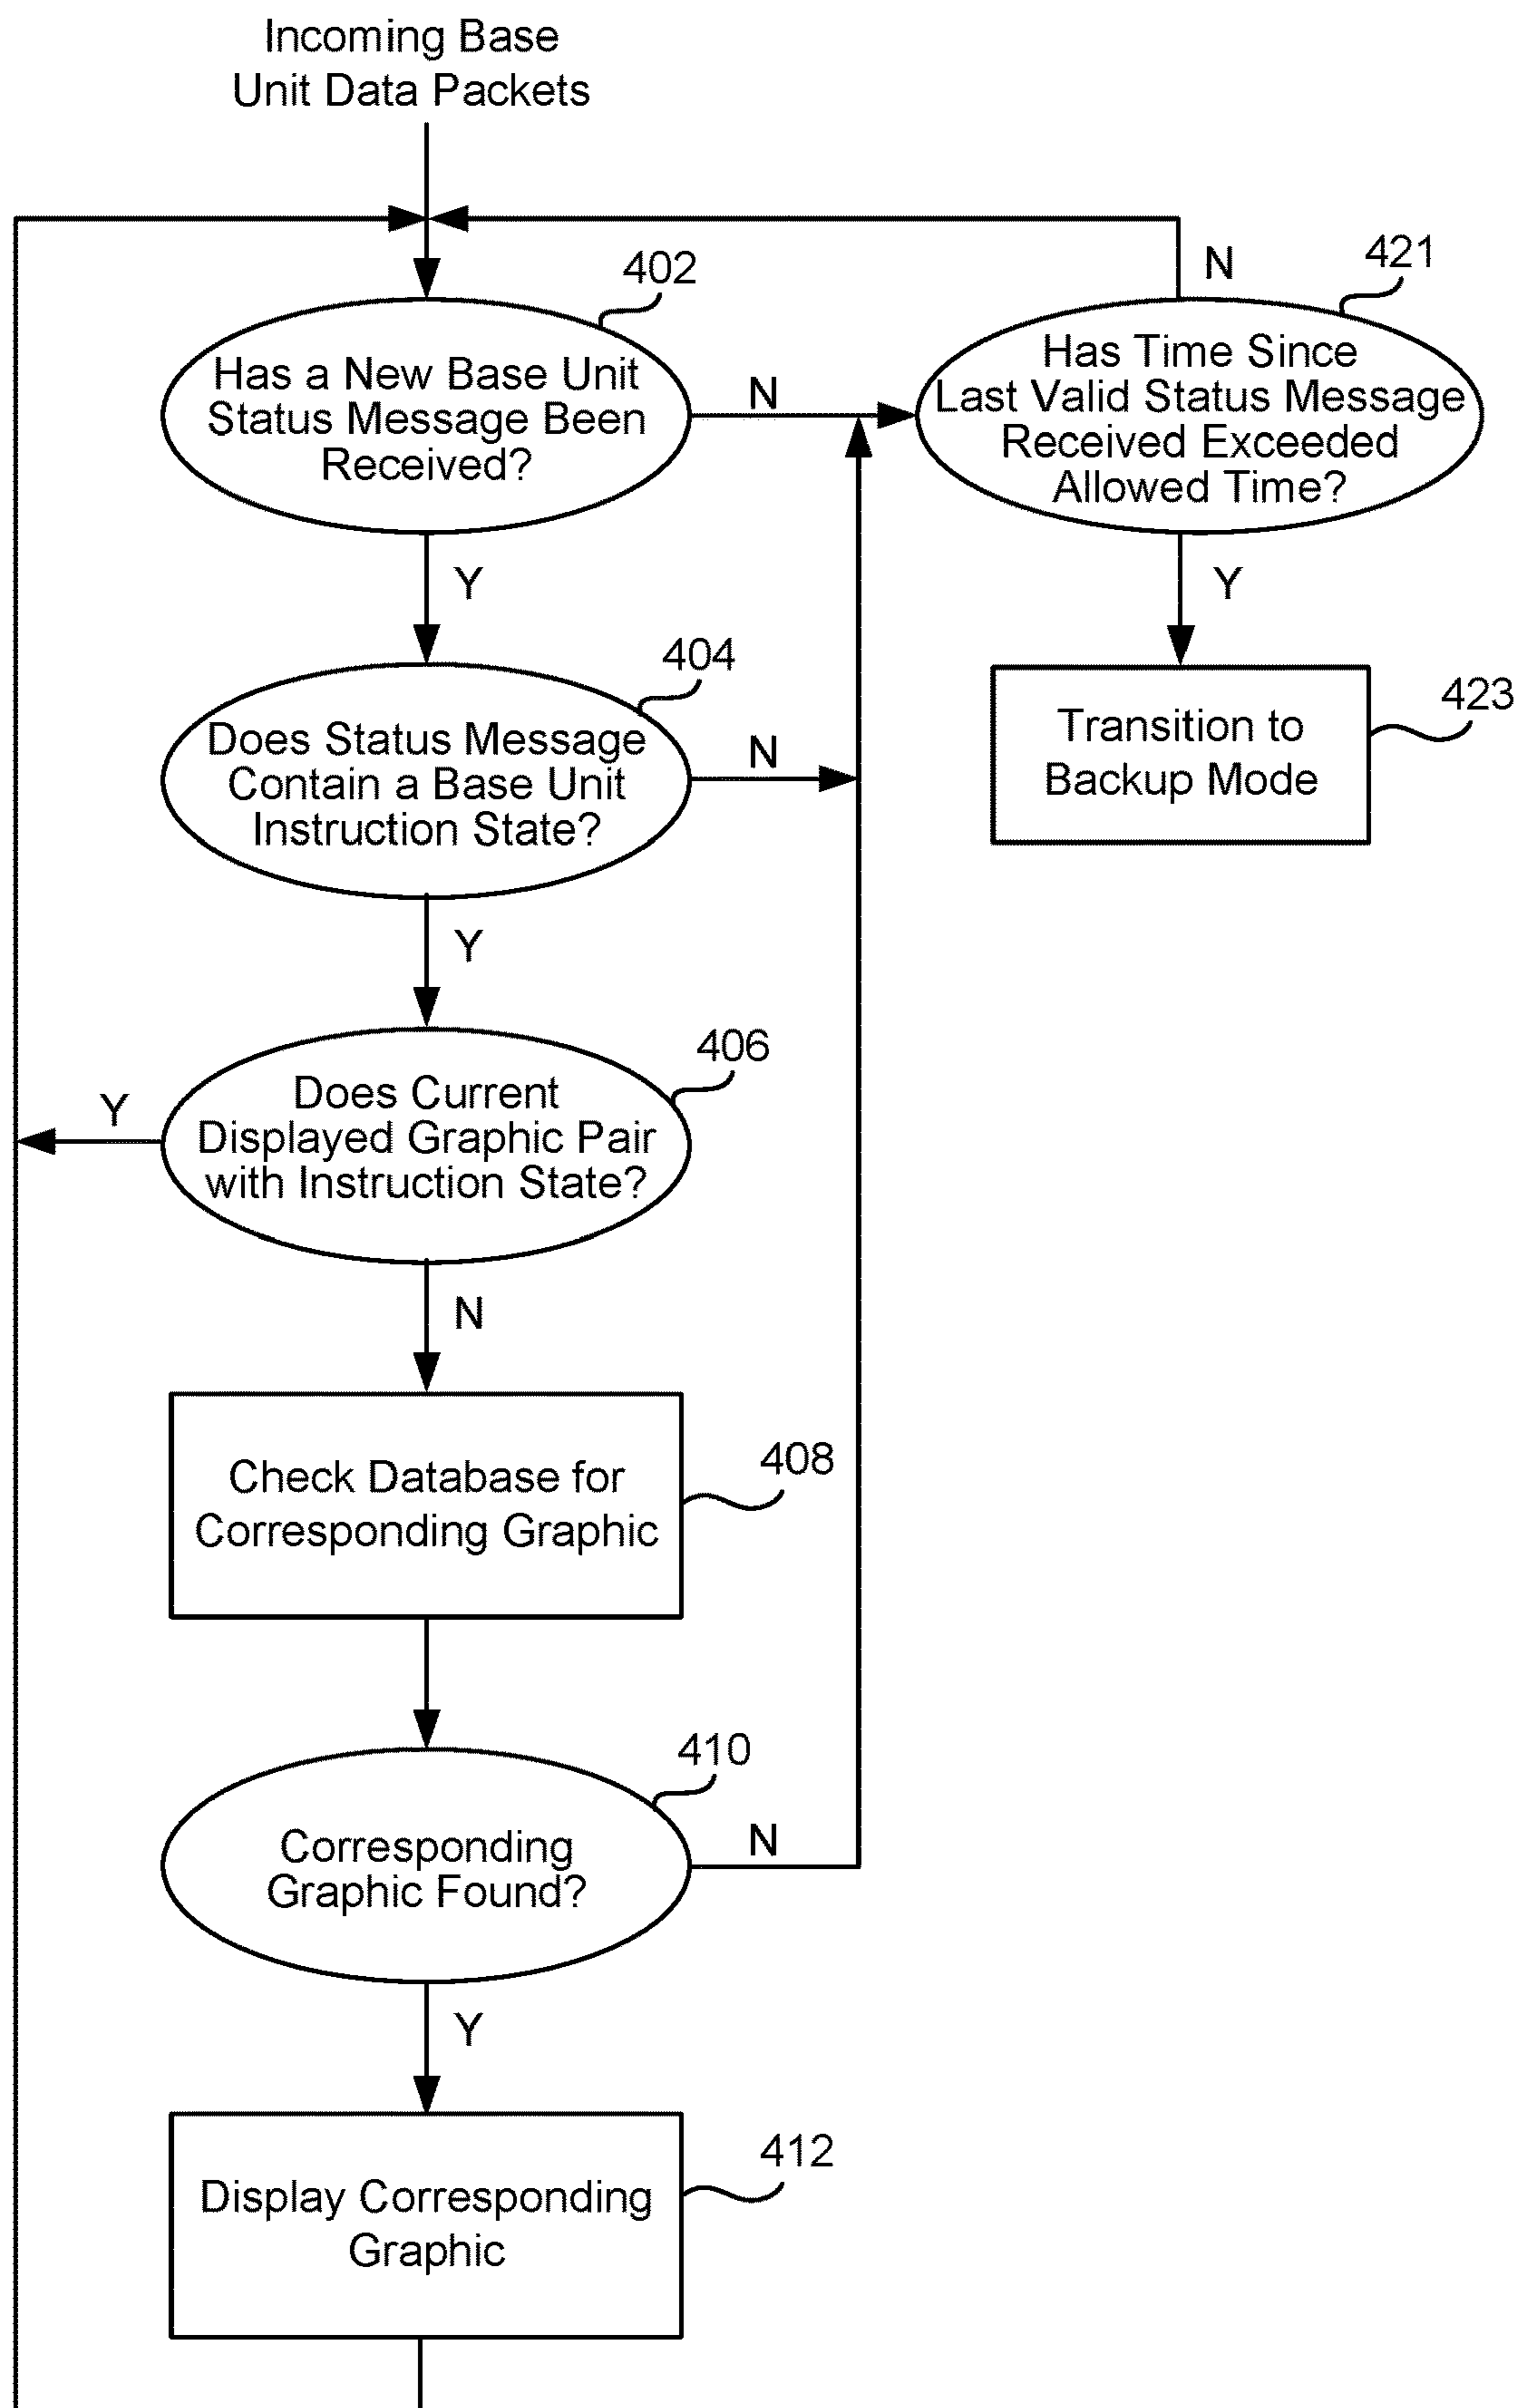 Incoming Base
Unit Data Packets
402
Has a New Base Unit
Status Message Been
Received?
N
Y
421
Has Time Since
Last Valid Status Message
Received Exceeded
Allowed Time?
N
Y
423
Transition to
Backup Mode
404
Does Status Message
Contain a Base Unit
Instruction State?
N
Y
406
Does Current
Displayed Graphic Pair
with Instruction State?
Y
N
408
Check Database for
Corresponding Graphic
410
Corresponding
Graphic Found?
N
Y
412
Display Corresponding
Graphic